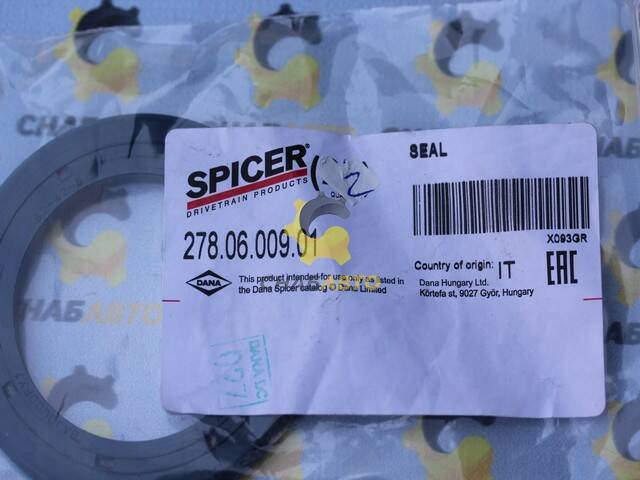 СНАБАВТО
SPICER
DRIVETRAIN PRODUCTS
SEAL
278.06.009.01
X093GR
DANA
This product intended for use only as listed in
the Dana Spicer catalog © Dana Limited
Country of origin: IT
Dana Hungary Ltd.
Körtefa st, 9027 Győr, Hungary
EAC
СНАБАВТО
007